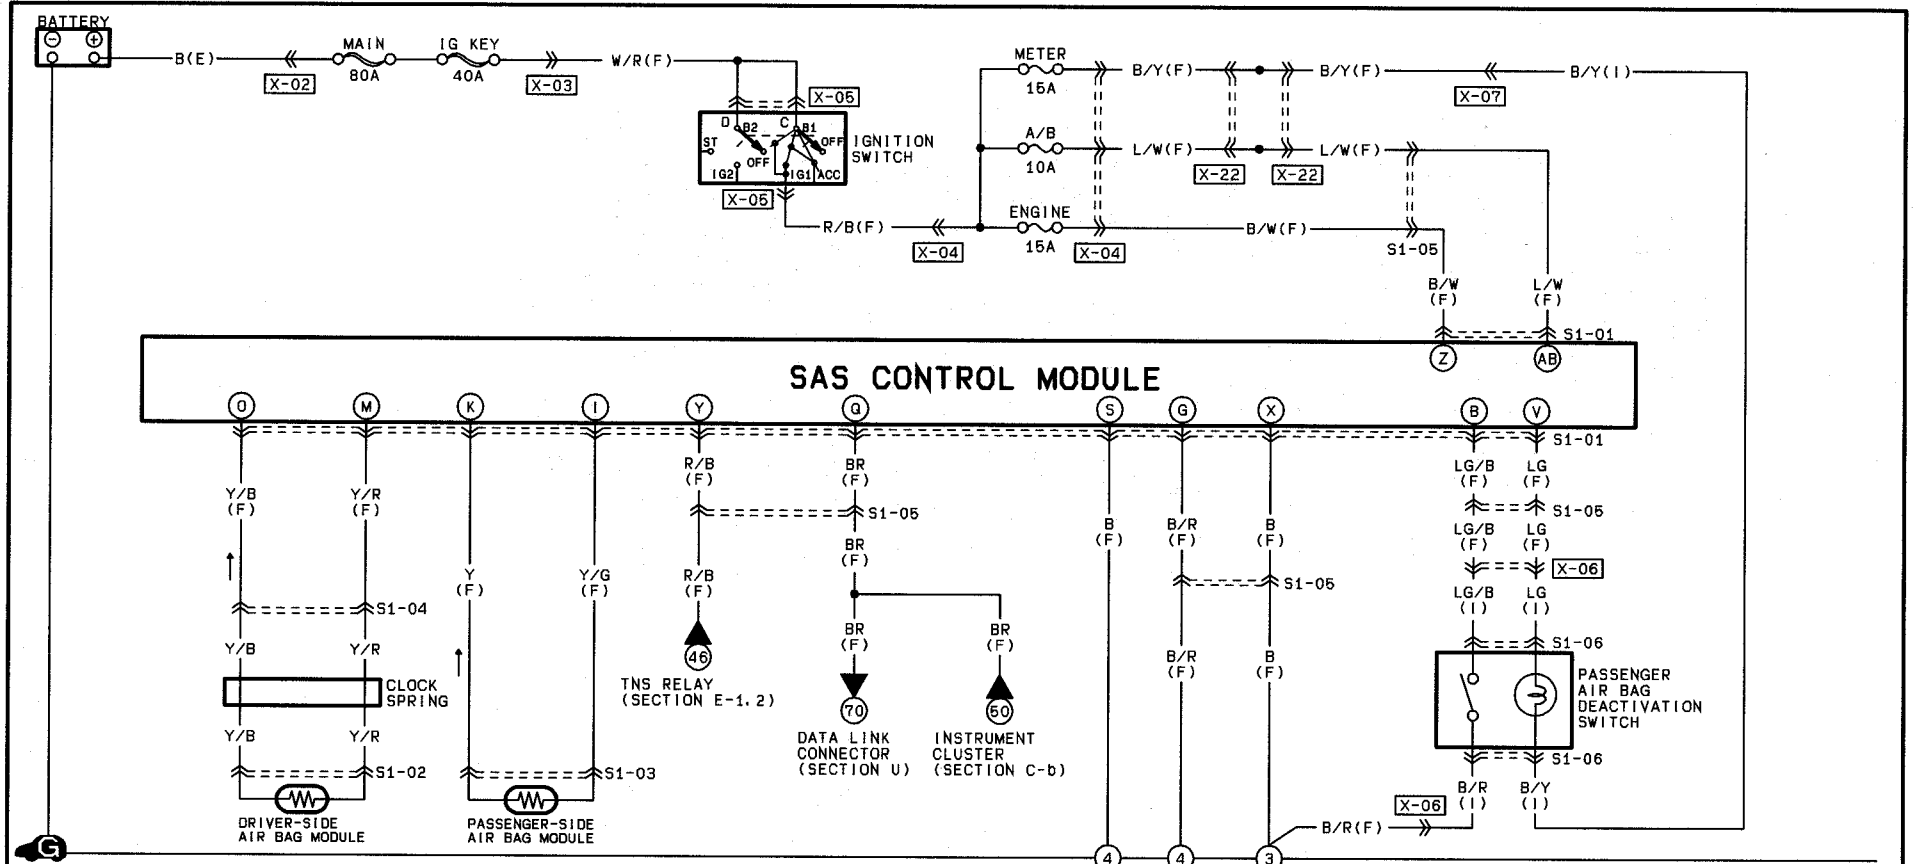 BATTERY
B(E)
X-02
MAIN
80A
IG KEY
40A
X-03
W/R(F)
X-05
D
B2
C
B1
ST
OFF
OFF
IG2
IG1
ACC
IGNITION
SWITCH
X-05
R/B(F)
X-04
METER
15A
B/Y(F)
B/Y(F)
X-07
B/Y(I)
A/B
10A
L/W(F)
X-22
X-22
L/W(F)
ENGINE
15A
X-04
B/W(F)
S1-05
B/W
(F)
L/W
(F)
S1-01
Z
AB
SAS CONTROL MODULE
O
M
K
I
Y
Q
S
G
X
B
V
S1-01
Y/B
(F)
Y/R
(F)
S1-04
Y/B
Y/R
CLOCK
SPRING
Y/B
Y/R
S1-02
DRIVER-SIDE
AIR BAG MODULE
Y
(F)
Y/G
(F)
S1-03
PASSENGER-SIDE
AIR BAG MODULE
R/B
(F)
R/B
(F)
46
TNS RELAY
(SECTION E-1.2)
BR
(F)
S1-05
BR
(F)
BR
(F)
70
DATA LINK
CONNECTOR
(SECTION U)
BR
(F)
50
INSTRUMENT
CLUSTER
(SECTION C-b)
B
(F)
B/R
(F)
B
(F)
S1-05
B/R
(F)
B
(F)
4
4
3
LG/B
(F)
LG
(F)
S1-05
LG/B
(F)
LG
(F)
X-06
LG/B
(I)
LG
(I)
S1-06
PASSENGER
AIR BAG
DEACTIVATION
SWITCH
S1-06
B/R
(I)
B/Y
(I)
X-06
B/R(F)
G